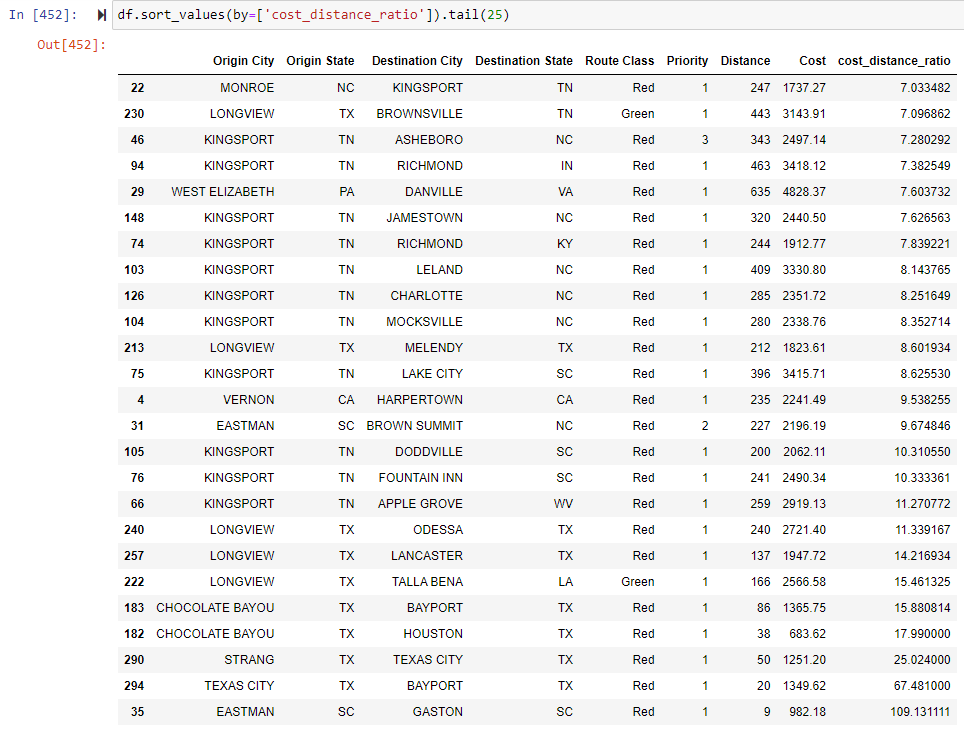 In [452]: df.sort_values(by=['cost_distance_ratio']).tail(25)
Out[452]:
Origin City Origin State Destination City Destination State Route Class Priority Distance Cost cost_distance_ratio
22 MONROE NC KINGSPORT TN Red 1 247 1737.27 7.033482
230 LONGVIEW TX BROWNSVILLE TN Green 1 443 3143.91 7.096862
46 KINGSPORT TN ASHEBORO NC Red 3 343 2497.14 7.280292
94 KINGSPORT TN RICHMOND IN Red 1 463 3418.12 7.382549
29 WEST ELIZABETH PA DANVILLE VA Red 1 635 4828.37 7.603732
148 KINGSPORT TN JAMESTOWN NC Red 1 320 2440.50 7.626563
74 KINGSPORT TN RICHMOND KY Red 1 244 1912.77 7.839221
103 KINGSPORT TN LELAND NC Red 1 409 3330.80 8.143765
126 KINGSPORT TN CHARLOTTE NC Red 1 285 2351.72 8.251649
104 KINGSPORT TN MOCKSVILLE NC Red 1 280 2338.76 8.352714
213 LONGVIEW TX MELENDY TX Red 1 212 1823.61 8.601934
75 KINGSPORT TN LAKE CITY SC Red 1 396 3415.71 8.625530
4 VERNON CA HARPERTOWN CA Red 1 235 2241.49 9.538255
31 EASTMAN SC BROWN SUMMIT NC Red 2 227 2196.19 9.674846
105 KINGSPORT TN DODDVILLE SC Red 1 200 2062.11 10.310550
76 KINGSPORT TN FOUNTAIN INN SC Red 1 241 2490.34 10.333361
66 KINGSPORT TN APPLE GROVE WV Red 1 259 2919.13 11.270772
240 LONGVIEW TX ODESSA TX Red 1 240 2721.40 11.339167
257 LONGVIEW TX LANCASTER TX Red 1 137 1947.72 14.216934
222 LONGVIEW TX TALLA BENA LA Green 1 166 2566.58 15.461325
183 CHOCOLATE BAYOU TX BAYPORT TX Red 1 86 1365.75 15.880814
182 CHOCOLATE BAYOU TX HOUSTON TX Red 1 38 683.62 17.990000
290 STRANG TX TEXAS CITY TX Red 1 50 1251.20 25.024000
294 TEXAS CITY TX BAYPORT TX Red 1 20 1349.62 67.481000
35 EASTMAN SC GASTON SC Red 1 9 982.18 109.131111